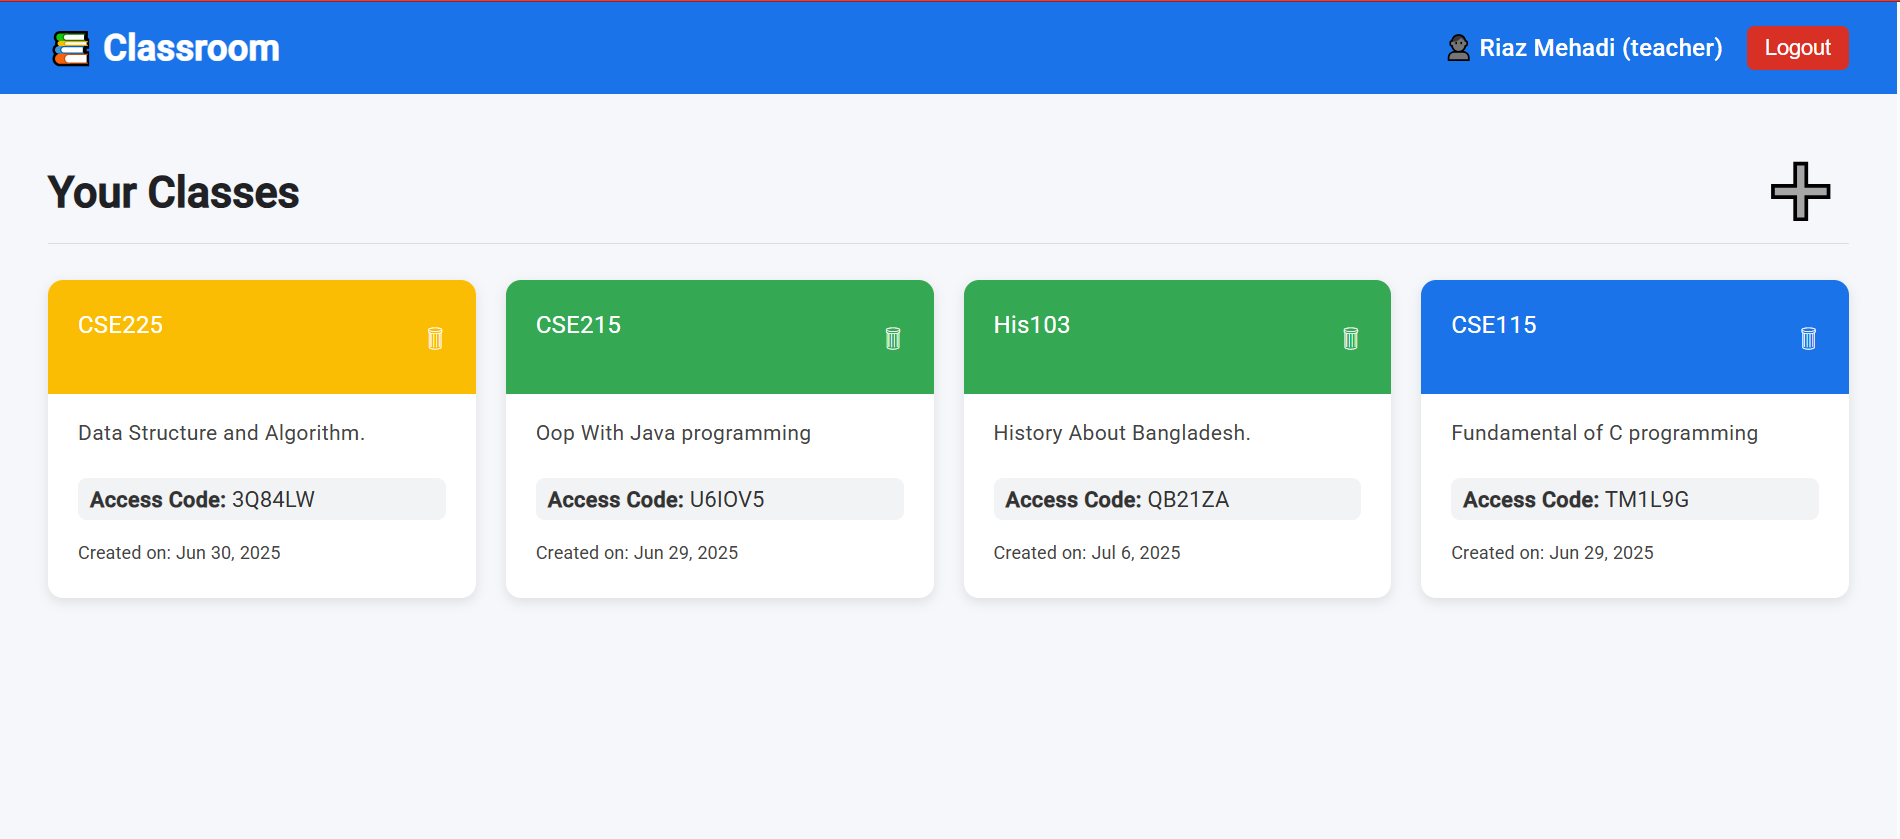 Classroom
Riaz Mehadi (teacher)
Logout
Your Classes
CSE225
Data Structure and Algorithm.
Access Code: 3Q84LW
Created on: Jun 30, 2025
CSE215
Oop With Java programming
Access Code: U6IOV5
Created on: Jun 29, 2025
His103
History About Bangladesh.
Access Code: QB21ZA
Created on: Jul 6, 2025
CSE115
Fundamental of C programming
Access Code: TM1L9G
Created on: Jun 29, 2025